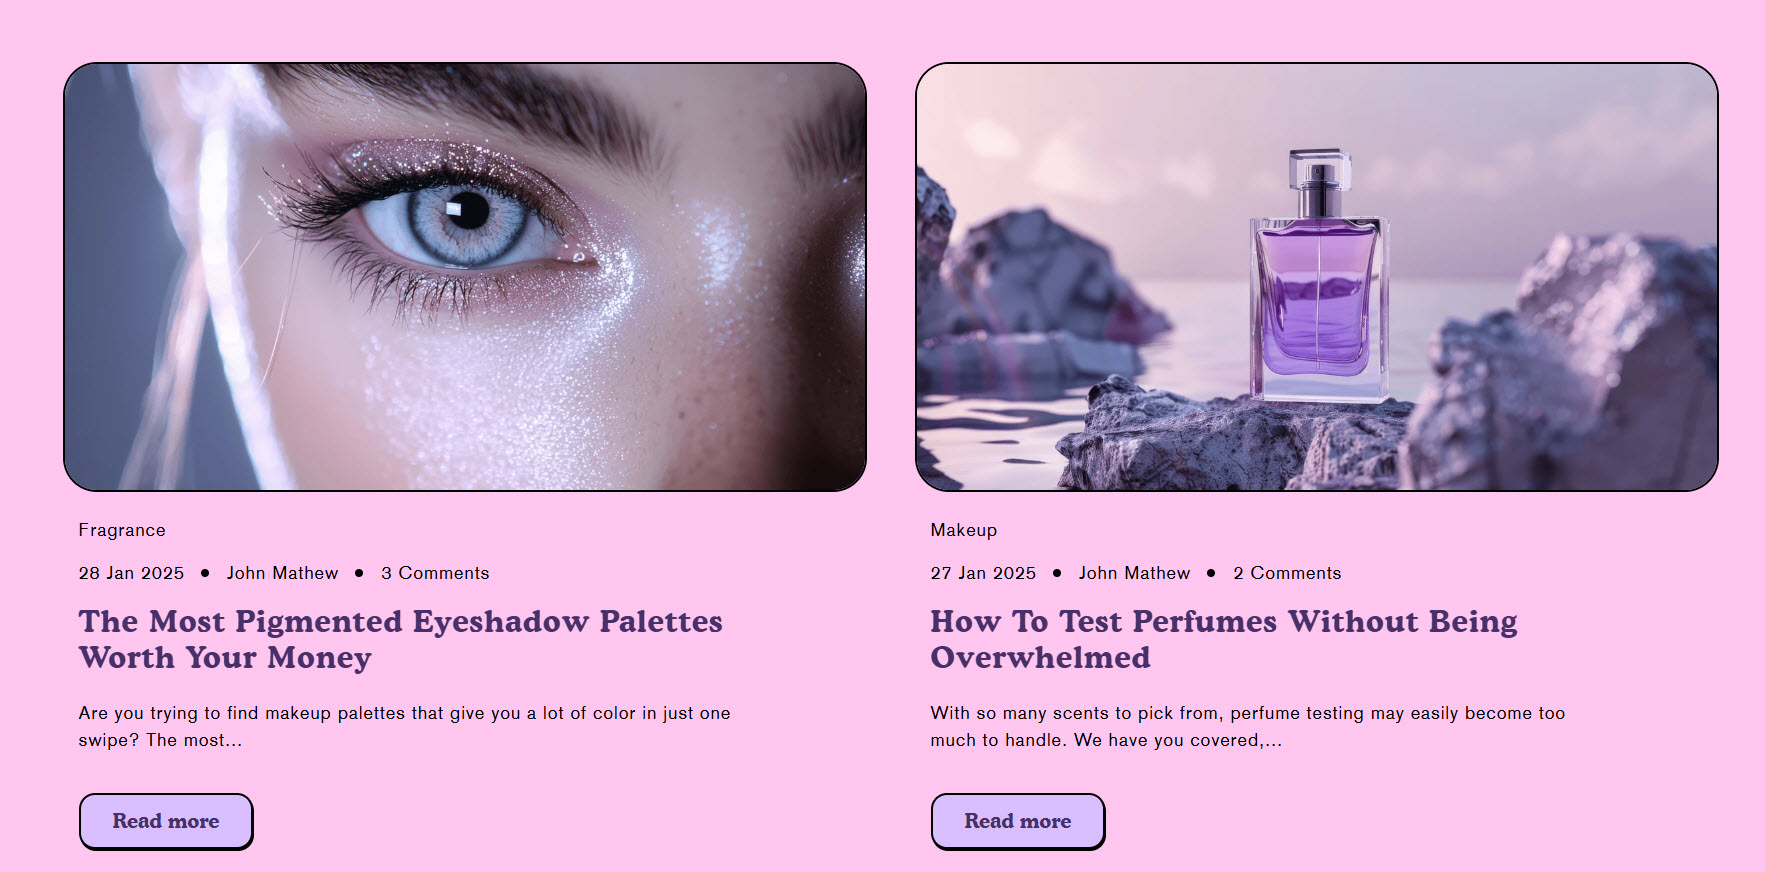 Fragrance
28 Jan 2025 • John Mathew • 3 Comments
The Most Pigmented Eyeshadow Palettes
Worth Your Money
Are you trying to find makeup palettes that give you a lot of color in just one
swipe? The most...
Read more
Makeup
27 Jan 2025 • John Mathew • 2 Comments
How To Test Perfumes Without Being
Overwhelmed
With so many scents to pick from, perfume testing may easily become too
much to handle. We have you covered,...
Read more